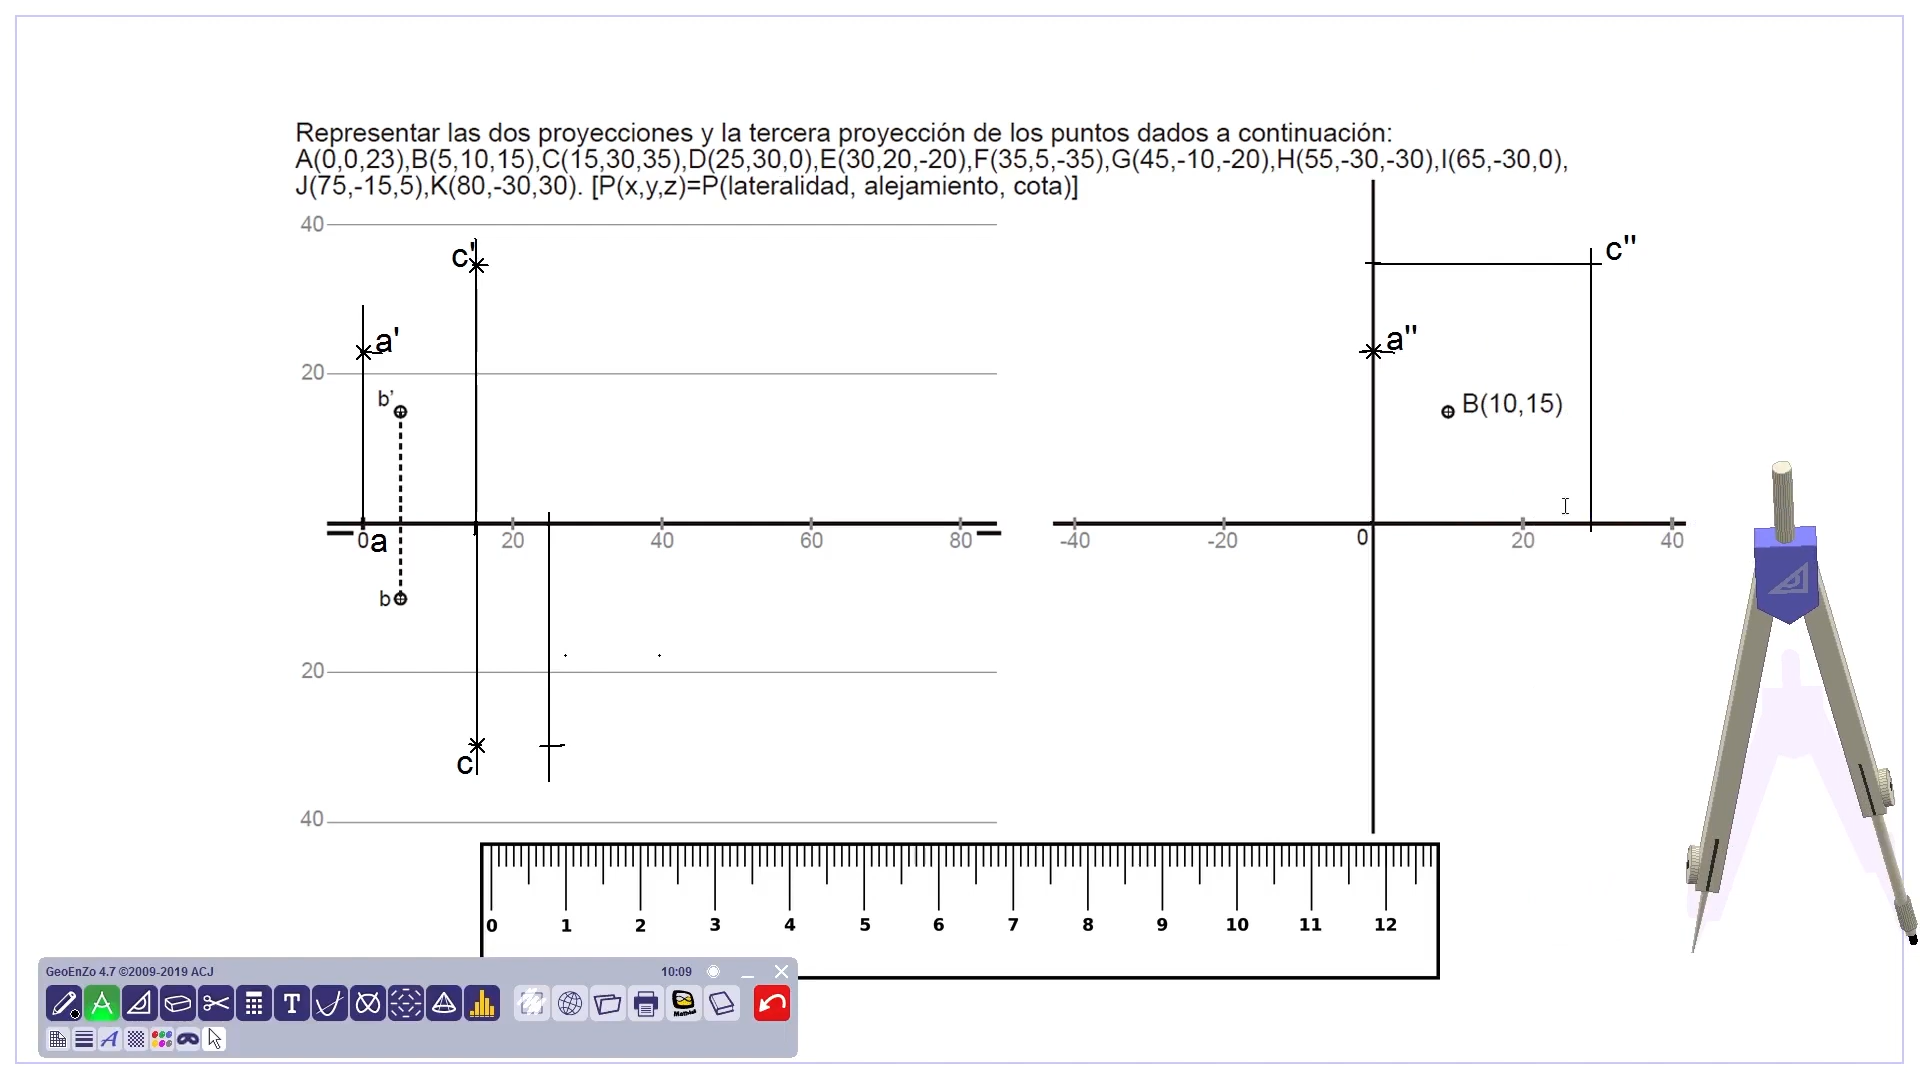 Representar las dos proyecciones y la tercera proyección de los puntos dados a continuación:
A(0,0,23),B(5,10,15),C(15,30,35),D(25,30,0),E(30,20,-20),F(35,5,-35),G(45,-10,-20),H(55,-30,-30),I(65,-30,0),
J(75,-15,5),K(80,-30,30). [P(x,y,z)=P(lateralidad, alejamiento, cota)]
40
c' c''
a' a''
20
b' B(10,15)
0 a 20 40 60 80 -40 -20 0 20 40
b
20
c
40
0 1 2 3 4 5 6 7 8 9 10 11 12
GeoEnZo 4.7 ©2009-2019 ACJ 10:09
T
A